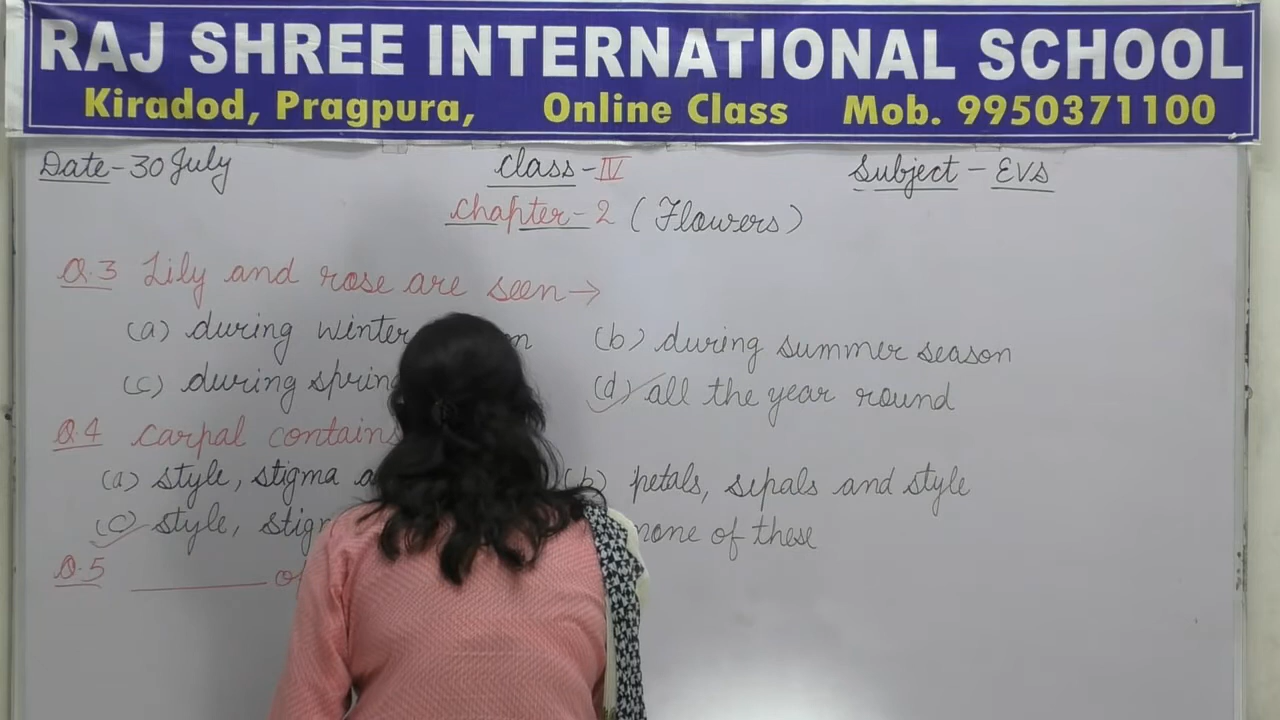 RAJ SHREE INTERNATIONAL SCHOOL
Kiradod, Pragpura, Online Class Mob. 9950371100
Date-30 July Class-IV Subject - EVS
Chapter-2 (Flowers)
Q.3 Lily and rose are seen→
(a) during winter (b) during summer season
(c) during spring (d) all the year round
Q.4 Carpal contains
(a) style, stigma (b) petals, sepals and style
(c) style, none of these
Q.5 ________